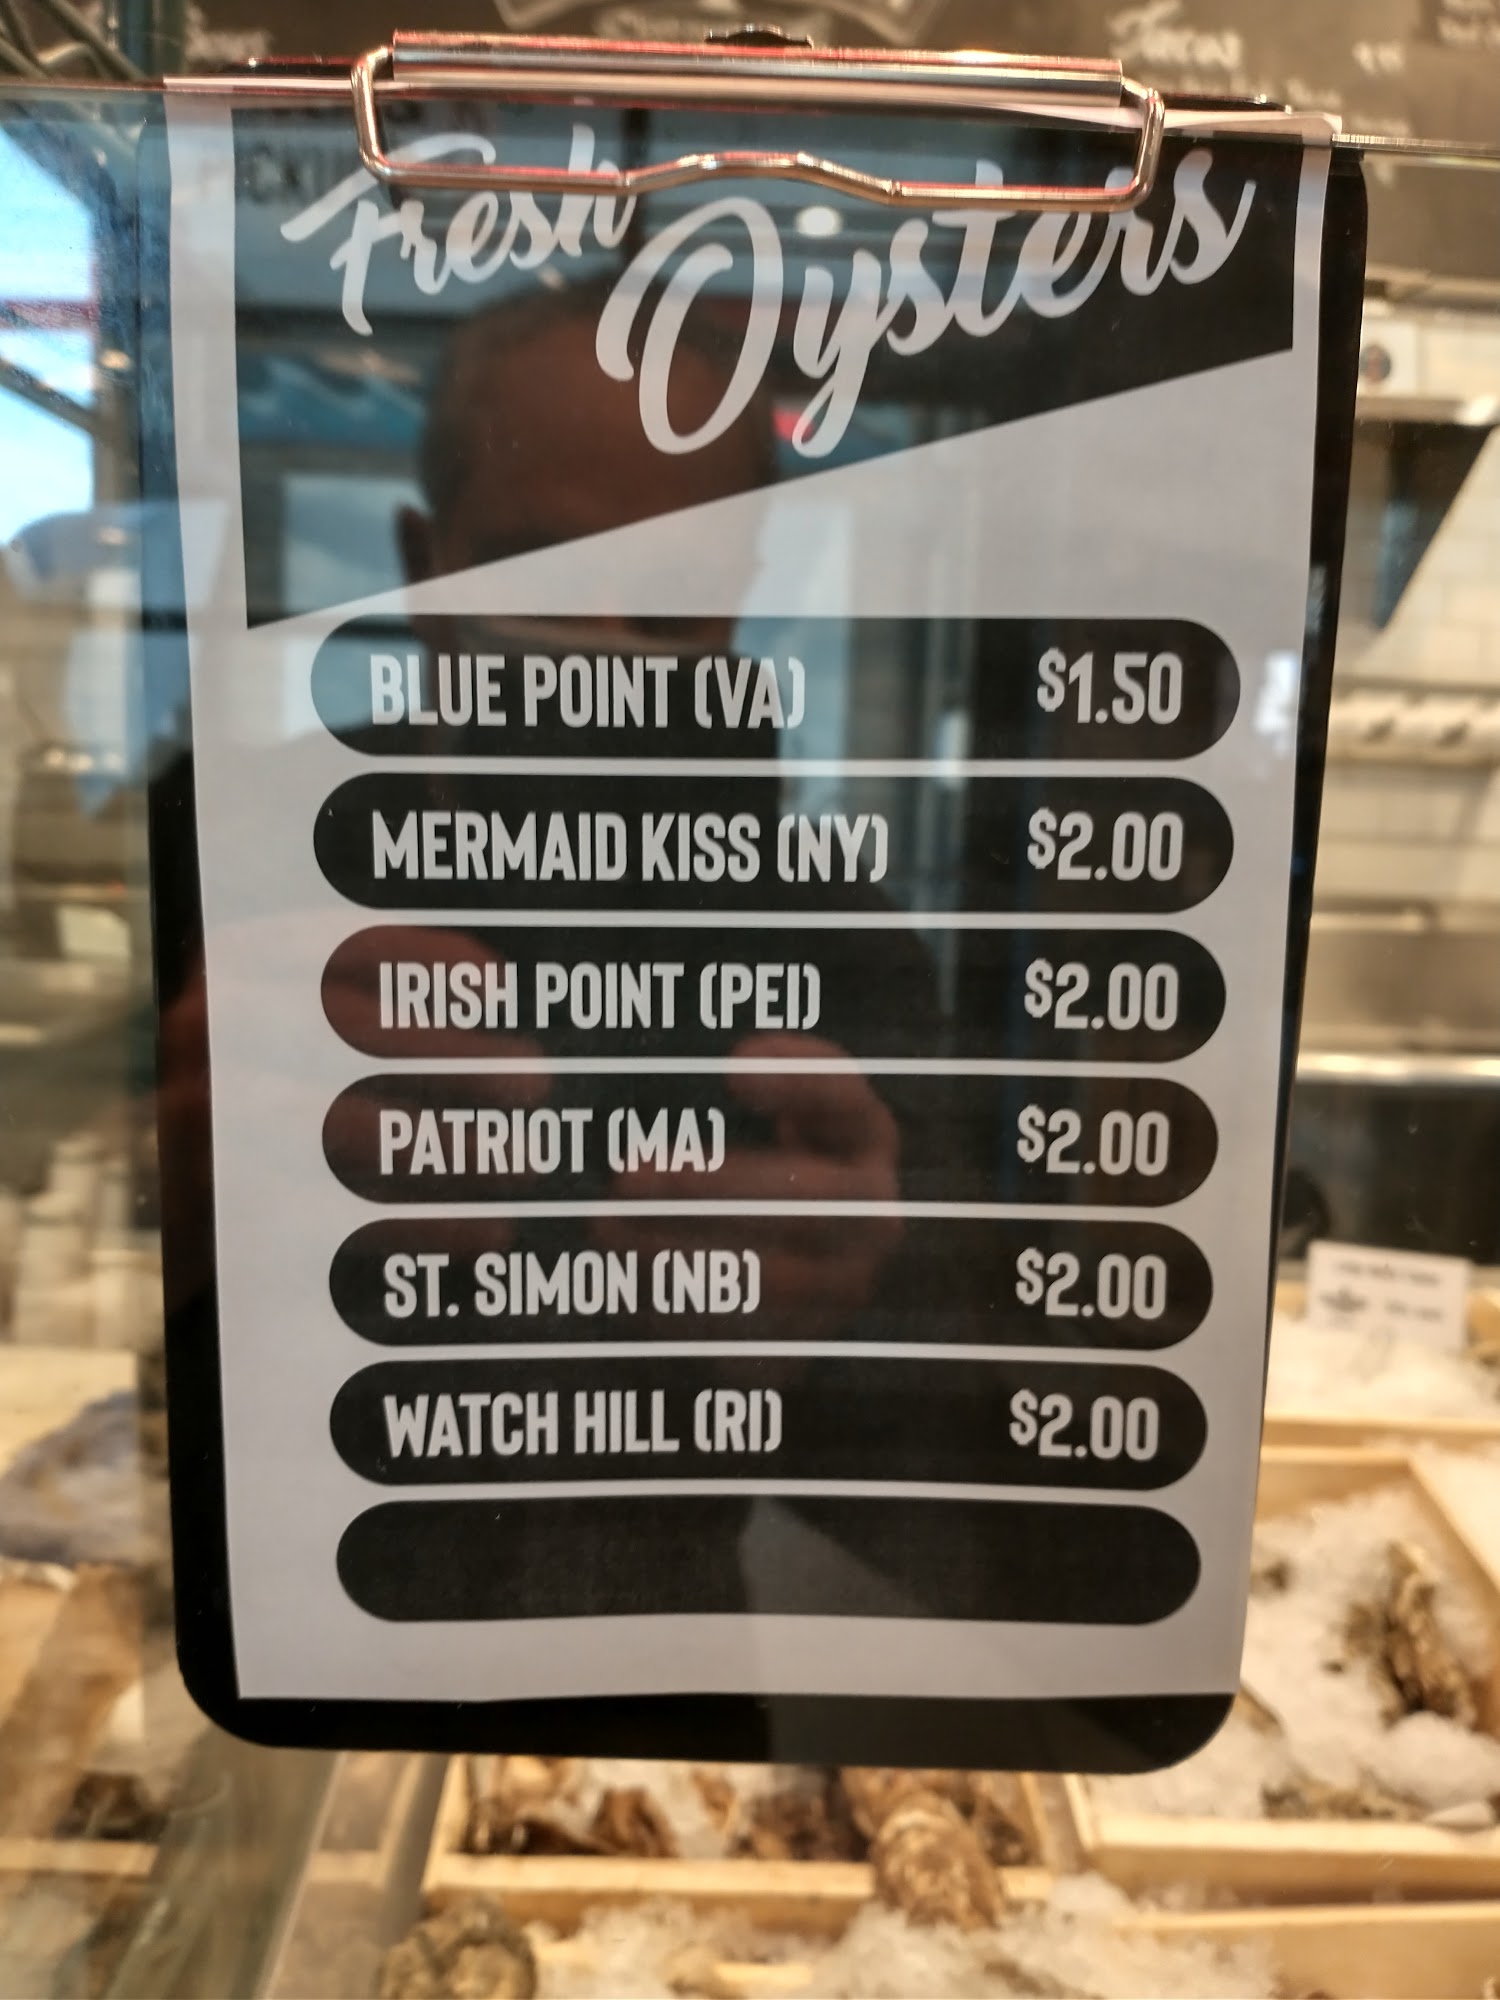 Fresh Oysters
BLUE POINT (VA) $1.50
MERMAID KISS (NY) $2.00
IRISH POINT (PEI) $2.00
PATRIOT (MA) $2.00
ST. SIMON (NB) $2.00
WATCH HILL (RI) $2.00